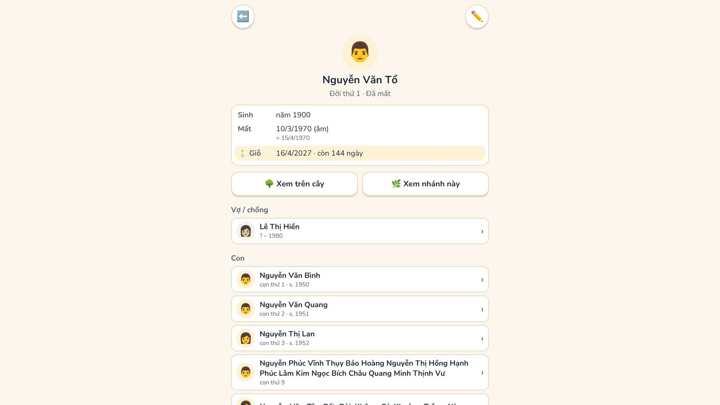 Nguyễn Văn Tổ
Đời thứ 1 · Đã mất
Sinh năm 1900
Mất 10/3/1970 (âm)
≈ 15/4/1970
Giỗ 16/4/2027 · còn 144 ngày
Xem trên cây
Xem nhánh này
Vợ / chồng
Lê Thị Hiền
? – 1980
Con
Nguyễn Văn Bình
con thứ 1 · s. 1950
Nguyễn Văn Quang
con thứ 2 · s. 1951
Nguyễn Thị Lan
con thứ 3 · s. 1952
Nguyễn Phúc Vĩnh Thụy Bảo Hoàng Nguyễn Thị Hồng Hạnh
Phúc Lâm Kim Ngọc Bích Châu Quang Minh Thịnh Vư
con thứ 9